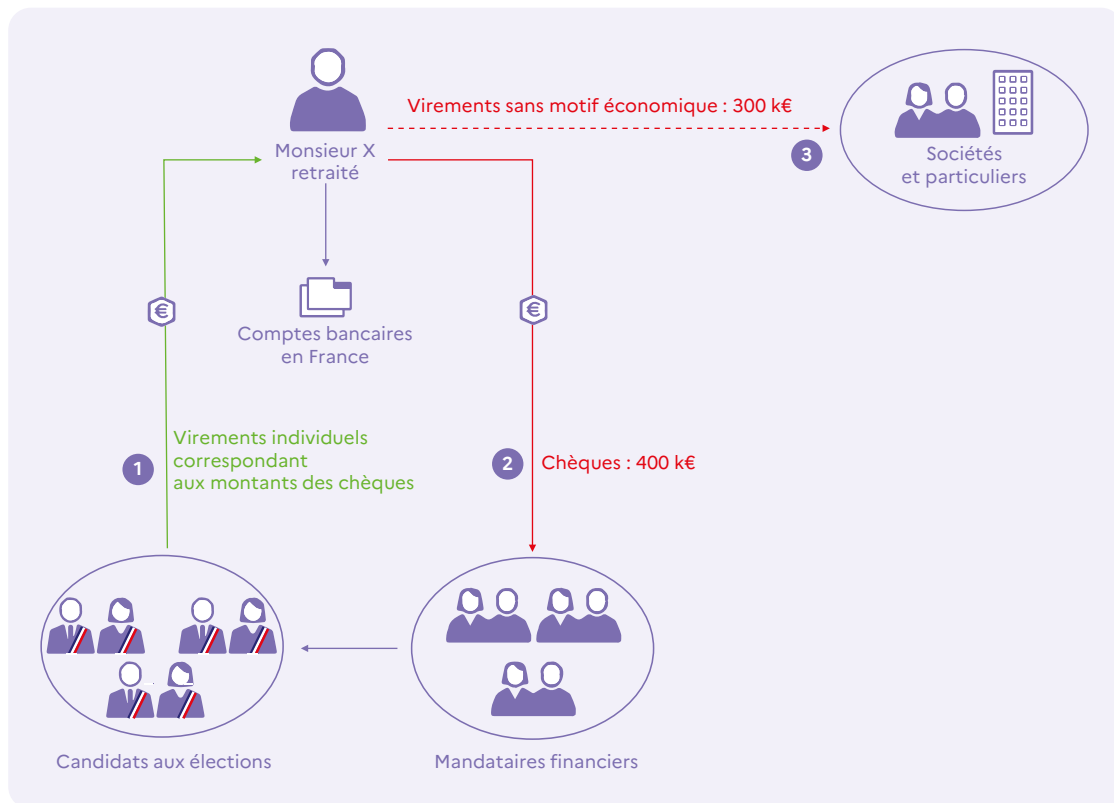 Virements sans motif économique : 300 k€
3
Monsieur X
retraité
Sociétés
et particuliers
€
€
Comptes bancaires
en France
1
Virements individuels
correspondant
aux montants des chèques
2
Chèques : 400 k€
Candidats aux élections
Mandataires financiers